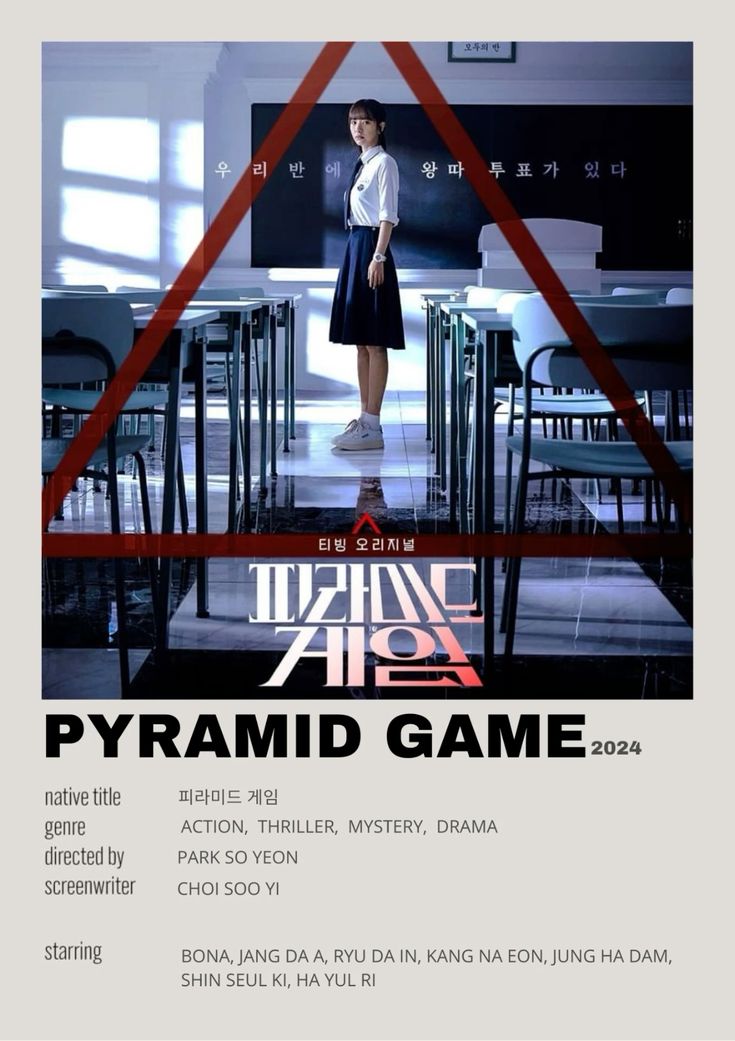 모두의 반
우리 반에 왕따 투표가 있다
티빙 오리지널
피라미드
게임
PYRAMID GAME 2024
native title 피라미드 게임
genre ACTION, THRILLER, MYSTERY, DRAMA
directed by PARK SO YEON
screenwriter CHOI SOO YI
starring BONA, JANG DA A, RYU DA IN, KANG NA EON, JUNG HA DAM,
SHIN SEUL KI, HA YUL RI